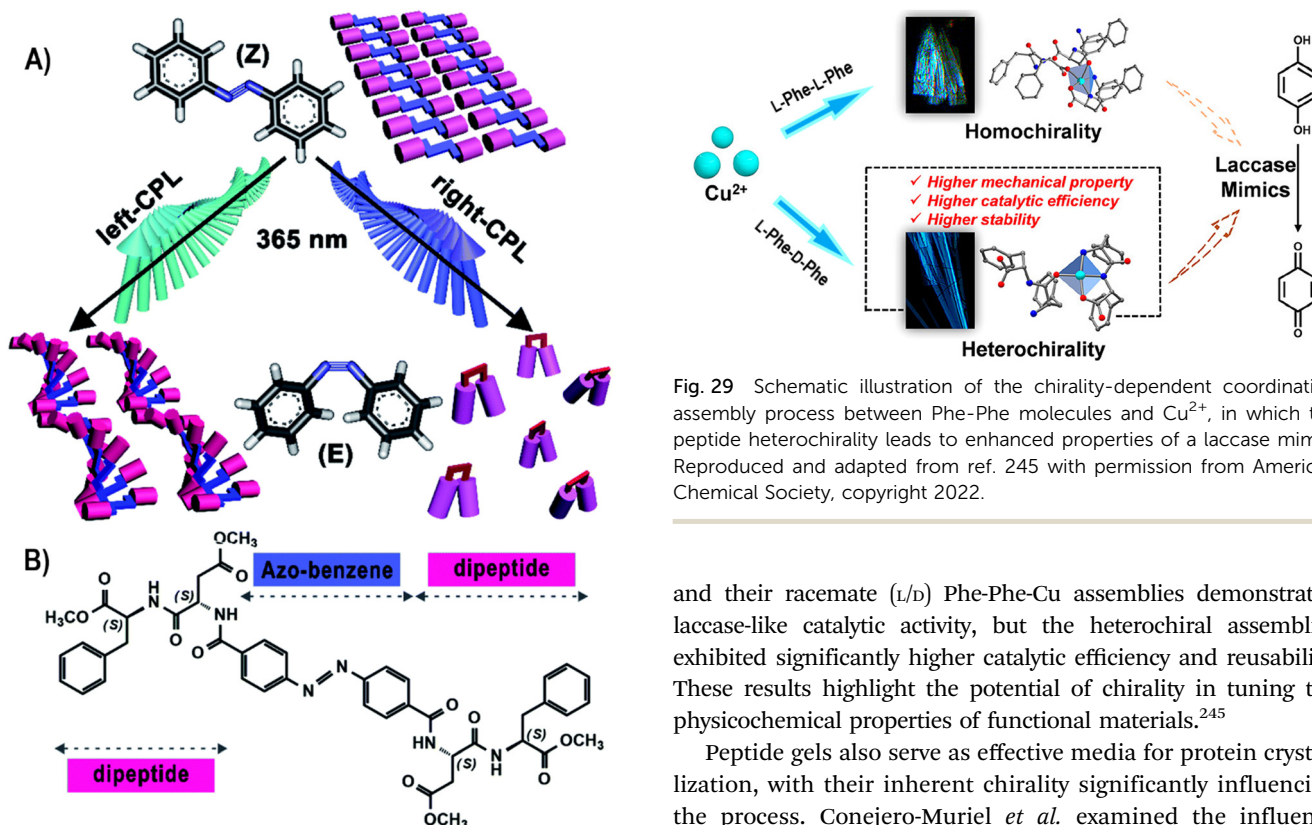 A)
(Z)
left-CPL
right-CPL
365 nm
(E)
B)
OCH₃
O
Azo-benzene
dipeptide
O
H
N
(S)
H₃CO
(S)
O
NH
O
N
N
O
N
H
(S)
O
N
H
(S)
OCH₃
O
O
OCH₃
dipeptide
L-Phe-L-Phe
Homochirality
OH
OH
Cu²⁺
✓ Higher mechanical property
✓ Higher catalytic efficiency
✓ Higher stability
Laccase
Mimics
L-Phe-D-Phe
Heterochirality
O
O
Fig. 29 Schematic illustration of the chirality-dependent coordinati
assembly process between Phe-Phe molecules and Cu²⁺, in which t
peptide heterochirality leads to enhanced properties of a laccase mim
Reproduced and adapted from ref. 245 with permission from Americ
Chemical Society, copyright 2022.
and their racemate (L/D) Phe-Phe-Cu assemblies demonstrat
laccase-like catalytic activity, but the heterochiral assembli
exhibited significantly higher catalytic efficiency and reusabili
These results highlight the potential of chirality in tuning t
physicochemical properties of functional materials.²⁴⁵
Peptide gels also serve as effective media for protein cryst
lization, with their inherent chirality significantly influenci
the process. Conejero-Muriel et al. examined the influen